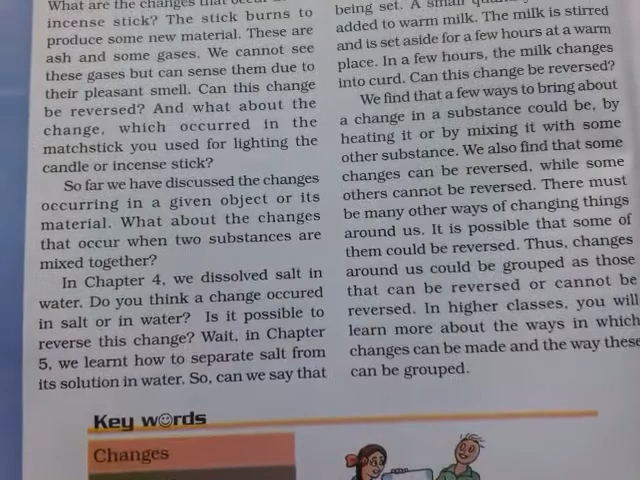 What are the changes that occur
incense stick? The stick burns to
produce some new material. These are
ash and some gases. We cannot see
these gases but can sense them due to
their pleasant smell. Can this change
be reversed? And what about the
change, which occurred in the
matchstick you used for lighting the
candle or incense stick?
So far we have discussed the changes
occurring in a given object or its
material. What about the changes
that occur when two substances are
mixed together?
In Chapter 4, we dissolved salt in
water. Do you think a change occured
in salt or in water? Is it possible to
reverse this change? Wait, in Chapter
5, we learnt how to separate salt from
its solution in water. So, can we say that
being set. A small
added to warm milk. The milk is stirred
and is set aside for a few hours at a warm
place. In a few hours, the milk changes
into curd. Can this change be reversed?
We find that a few ways to bring about
a change in a substance could be, by
heating it or by mixing it with some
other substance. We also find that some
changes can be reversed, while some
others cannot be reversed. There must
be many other ways of changing things
around us. It is possible that some of
them could be reversed. Thus, changes
around us could be grouped as those
that can be reversed or cannot be
reversed. In higher classes, you will
learn more about the ways in which
changes can be made and the way these
can be grouped.
Key words
Changes